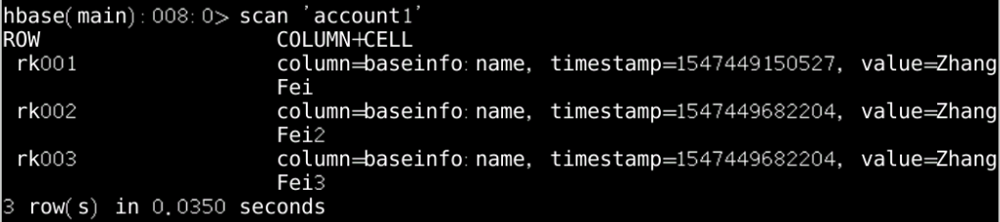 hbase(main):008:0> scan 'account1'
ROW COLUMN+CELL
rk001 column=baseinfo:name, timestamp=1547449150527, value=Zhang
Fei
rk002 column=baseinfo:name, timestamp=1547449682204, value=Zhang
Fei2
rk003 column=baseinfo:name, timestamp=1547449682204, value=Zhang
Fei3
3 row(s) in 0.0350 seconds